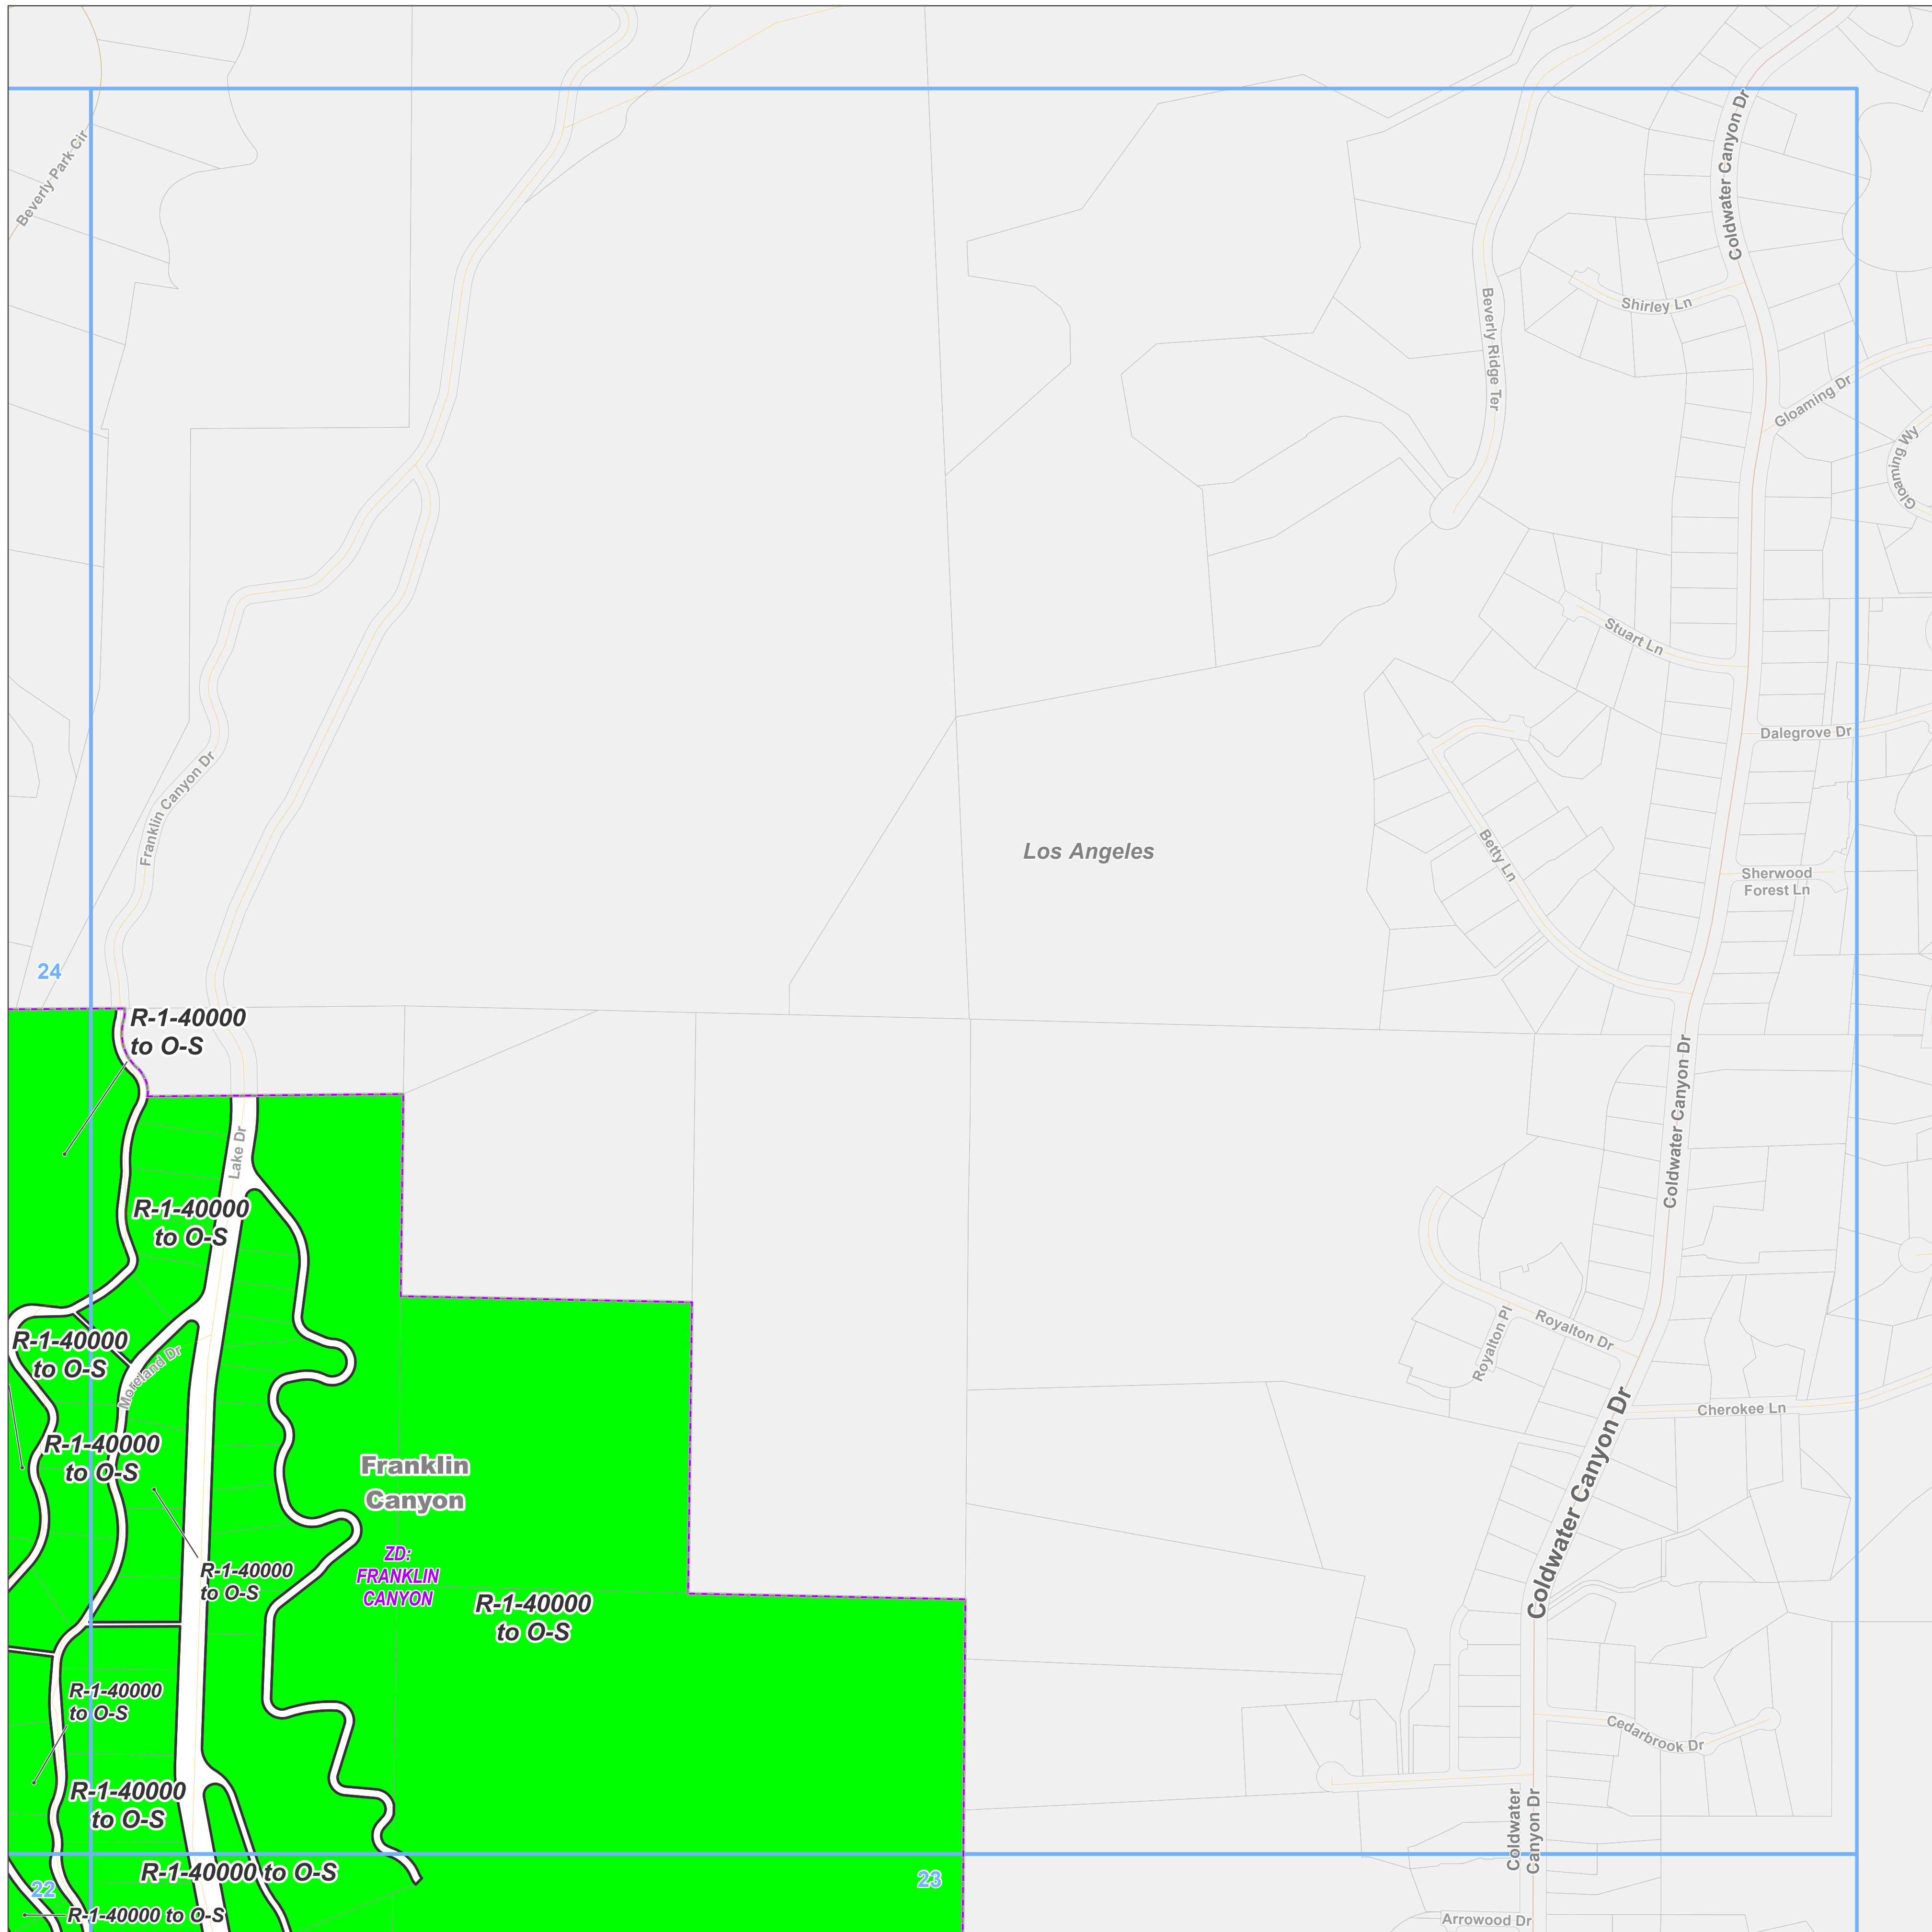 Beverly Park Cir
Coldwater Canyon Dr
Shirley Ln
Beverly Ridge Ter
Gloaming Dr
Gloaming Wy
Stuart Ln
Dalegrove Dr
Franklin Canyon Dr
Los Angeles
Betty Ln
Sherwood
Forest Ln
24
R-1-40000
to O-S
Coldwater Canyon Dr
Lake Dr
R-1-40000
to O-S
R-1-40000
to O-S
Moreland Dr
Royalton Pl
Royalton Dr
Cherokee Ln
Coldwater Canyon Dr
R-1-40000
to O-S
Franklin
Canyon
ZD:
FRANKLIN
CANYON
R-1-40000
to O-S
R-1-40000
to O-S
R-1-40000
to O-S
Cedarbrook Dr
R-1-40000
to O-S
Coldwater
Canyon Dr
R-1-40000 to O-S
22
23
R-1-40000 to O-S
Arrowood Dr